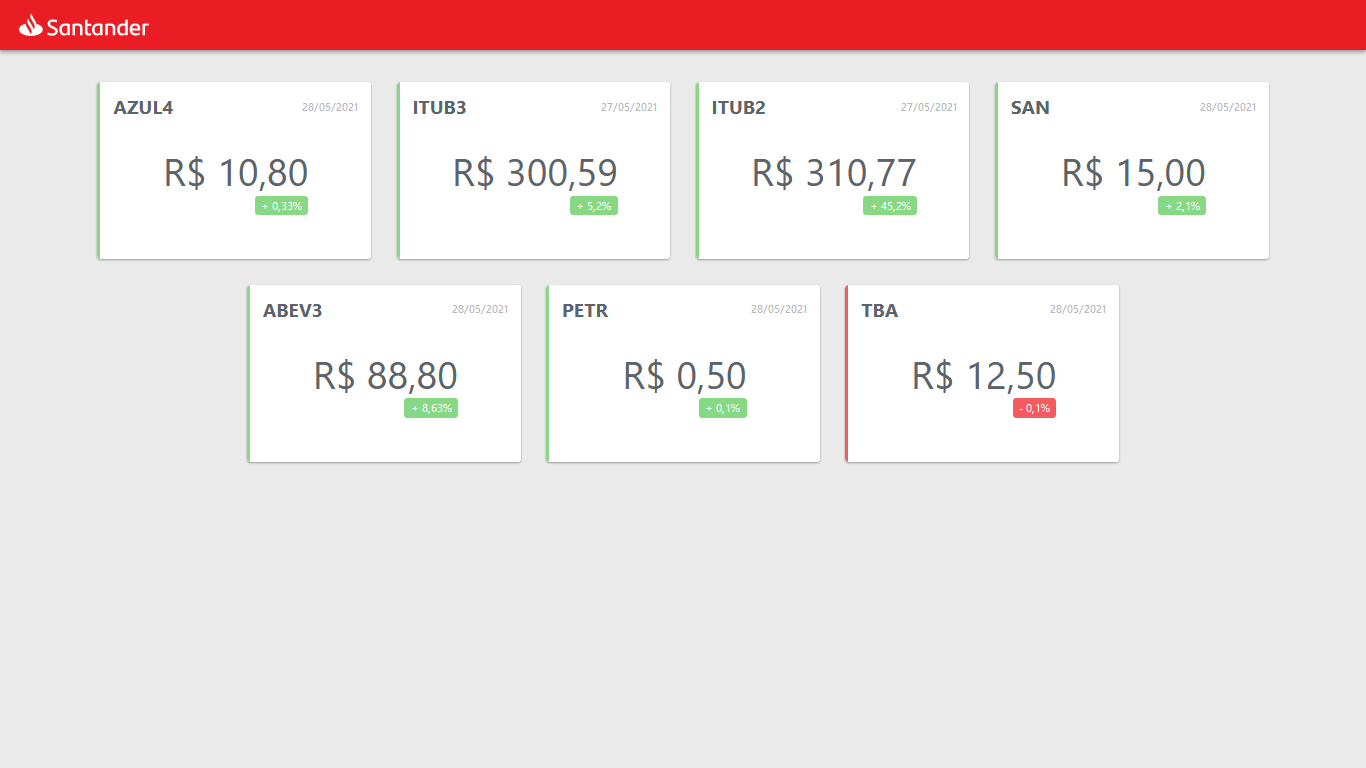 Santander
AZUL4 28/05/2021
R$ 10,80
+ 0,33%
ITUB3 27/05/2021
R$ 300,59
+ 5,2%
ITUB2 27/05/2021
R$ 310,77
+ 45,2%
SAN 28/05/2021
R$ 15,00
+ 2,1%
ABEV3 28/05/2021
R$ 88,80
+ 8,63%
PETR 28/05/2021
R$ 0,50
+ 0,1%
TBA 28/05/2021
R$ 12,50
- 0,1%